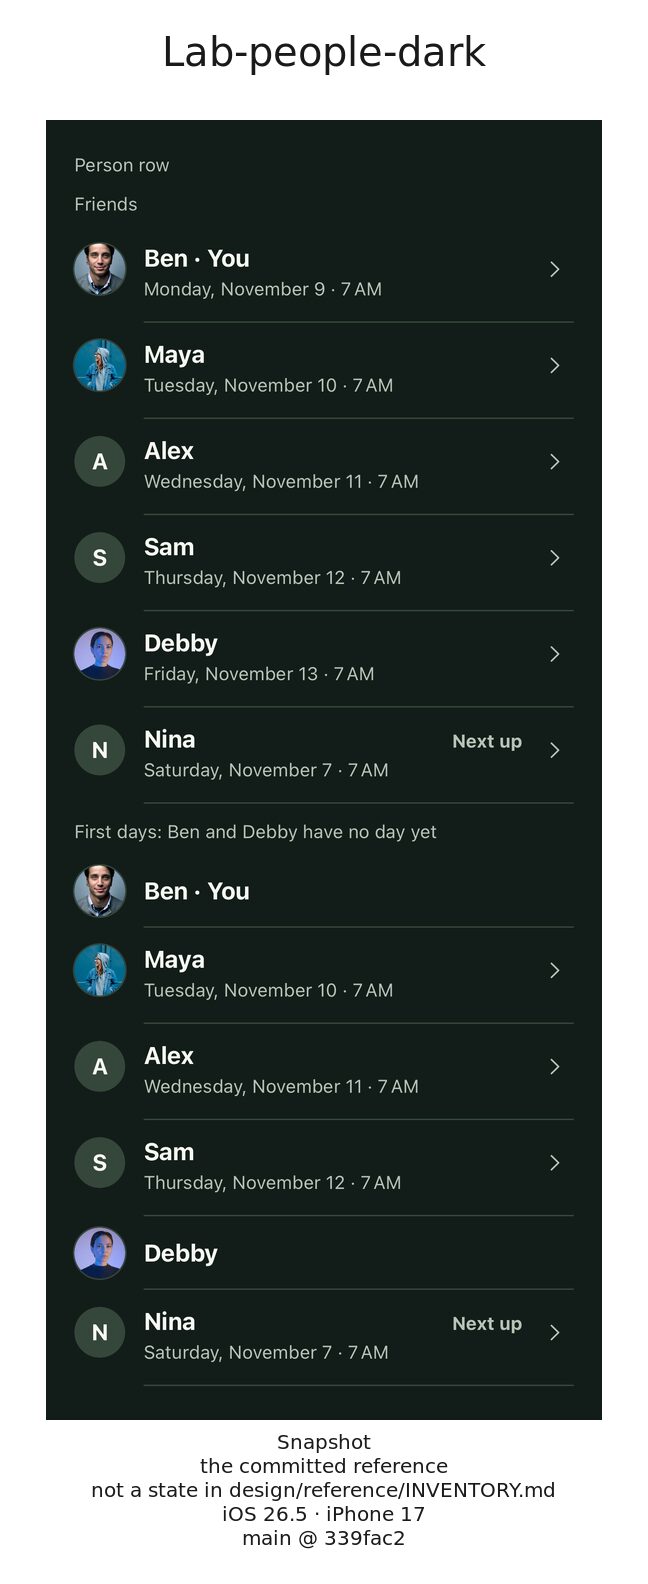 Lab-people-dark
Person row
Friends
Ben · You
Monday, November 9 · 7 AM
Maya
Tuesday, November 10 · 7 AM
A
Alex
Wednesday, November 11 · 7 AM
S
Sam
Thursday, November 12 · 7 AM
Debby
Friday, November 13 · 7 AM
N
Nina
Next up
Saturday, November 7 · 7 AM
First days: Ben and Debby have no day yet
Ben · You
Maya
Tuesday, November 10 · 7 AM
A
Alex
Wednesday, November 11 · 7 AM
S
Sam
Thursday, November 12 · 7 AM
Debby
N
Nina
Next up
Saturday, November 7 · 7 AM
Snapshot
the committed reference
not a state in design/reference/INVENTORY.md
iOS 26.5 · iPhone 17
main @ 339fac2